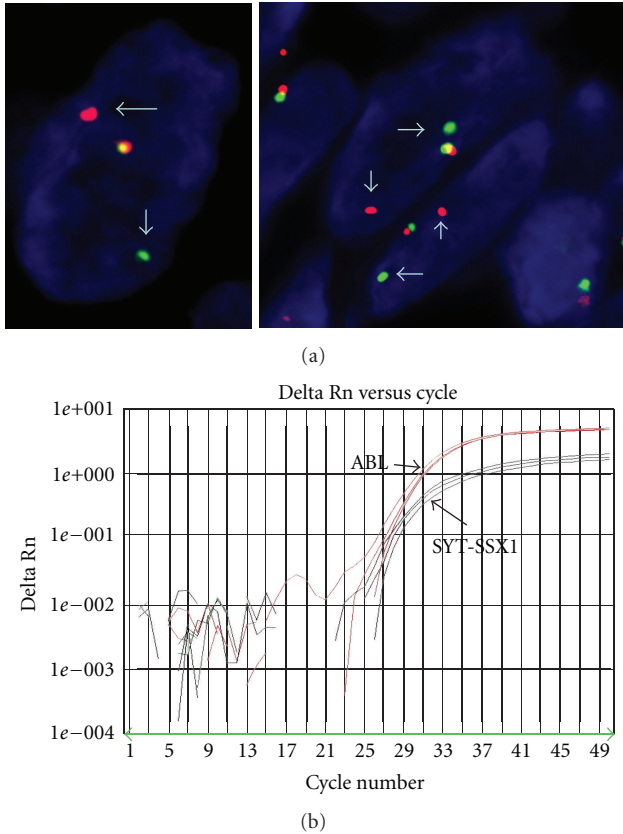 (a)
Delta Rn versus cycle
1e+001
1e+000
1e−001
1e−002
1e−003
1e−004
Delta Rn
ABL
SYT-SSX1
1 5 9 13 17 21 25 29 33 37 41 45 49
Cycle number
(b)